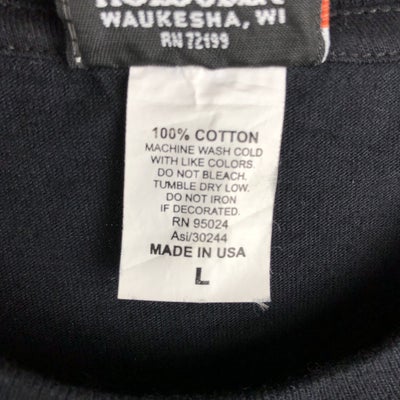 WAUKESHA, WI
RN 72199
100% COTTON
MACHINE WASH COLD
WITH LIKE COLORS.
DO NOT BLEACH.
TUMBLE DRY LOW.
DO NOT IRON
IF DECORATED.
RN 95024
Asi/30244
MADE IN USA
L